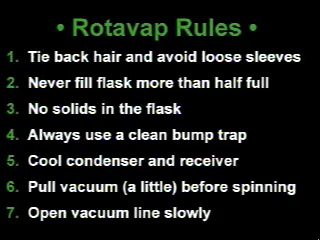 • Rotavap Rules •
1. Tie back hair and avoid loose sleeves
2. Never fill flask more than half full
3. No solids in the flask
4. Always use a clean bump trap
5. Cool condenser and receiver
6. Pull vacuum (a little) before spinning
7. Open vacuum line slowly